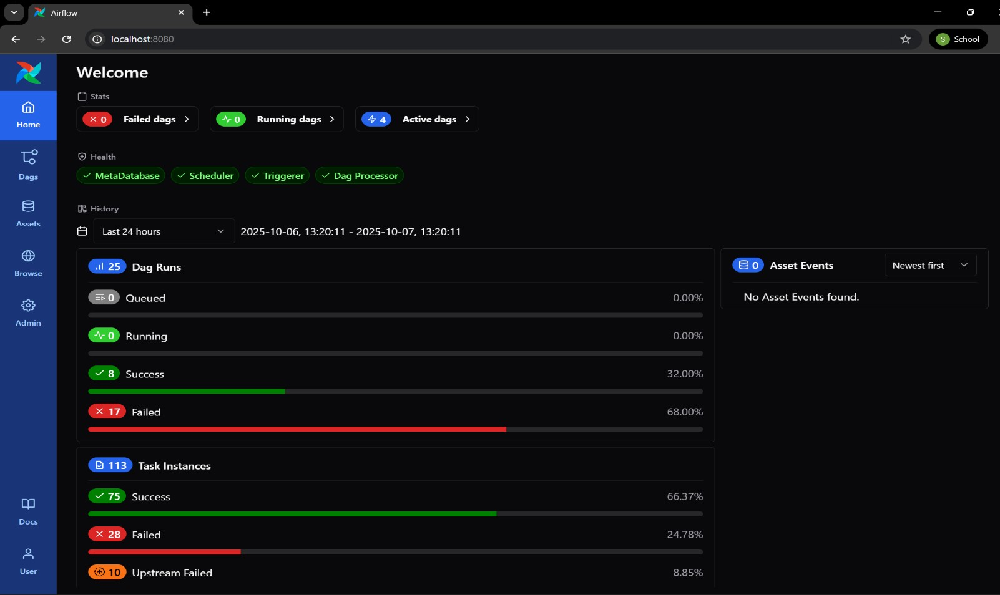 Airflow
localhost:8080
S School
Welcome
Stats
0 Failed dags
0 Running dags
4 Active dags
Health
MetaDatabase
Scheduler
Triggerer
Dag Processor
History
Last 24 hours
2025-10-06, 13:20:11 - 2025-10-07, 13:20:11
25 Dag Runs
0 Queued 0.00%
0 Running 0.00%
8 Success 32.00%
17 Failed 68.00%
113 Task Instances
75 Success 66.37%
28 Failed 24.78%
10 Upstream Failed 8.85%
0 Asset Events
Newest first
No Asset Events found.
Home
Dags
Assets
Browse
Admin
Docs
User